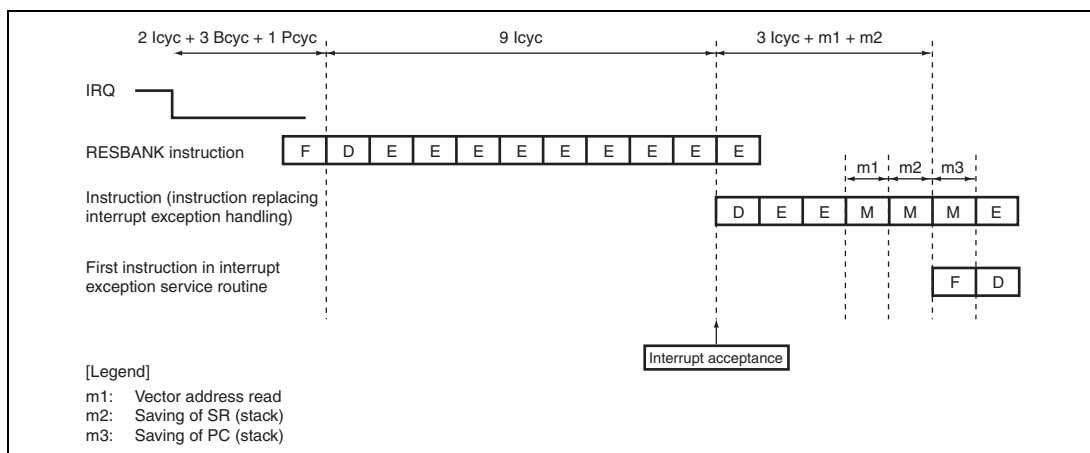 2 Icyc + 3 Bcyc + 1 Pcyc 9 Icyc 3 Icyc + m1 + m2
IRQ
RESBANK instruction F D E E E E E E E E E
m1 m2 m3
Instruction (instruction replacing
interrupt exception handling)
D E E M M M E
First instruction in interrupt
exception service routine
F D
Interrupt acceptance
[Legend]
m1: Vector address read
m2: Saving of SR (stack)
m3: Saving of PC (stack)